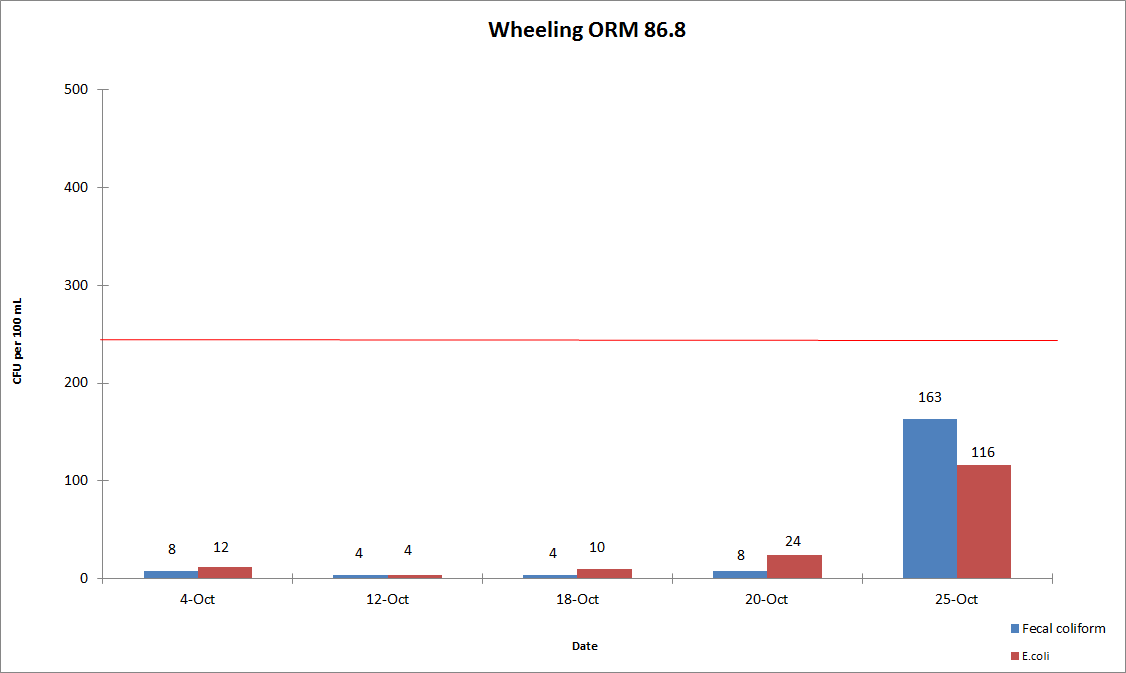 Wheeling ORM 86.8
500
400
300
200
100
0
CFU per 100 mL
8
12
4
4
4
10
8
24
163
116
4-Oct
12-Oct
18-Oct
20-Oct
25-Oct
Date
Fecal coliform
E.coli